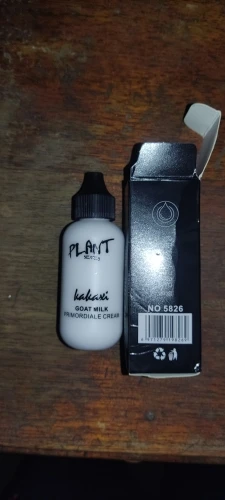 PLANT
kakaxi
GOAT MILK
PRIMORDIALE CREAM
NO 5826